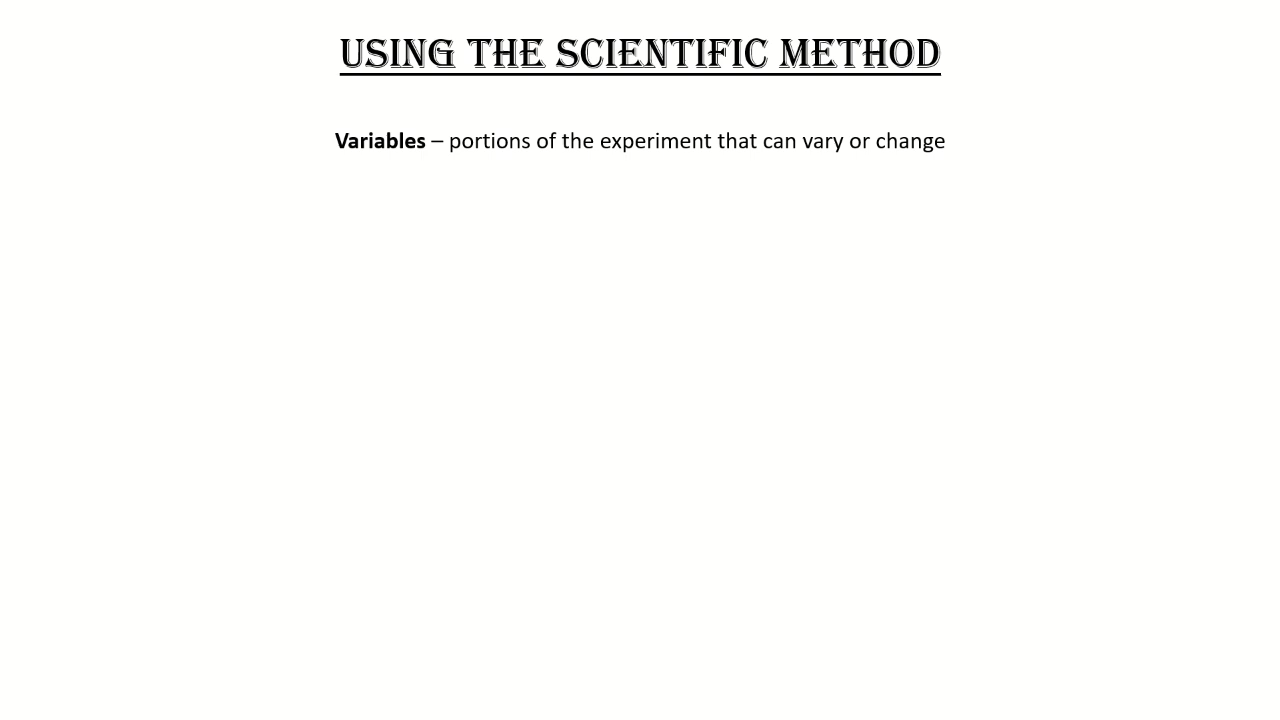 USING THE SCIENTIFIC METHOD
Variables – portions of the experiment that can vary or change